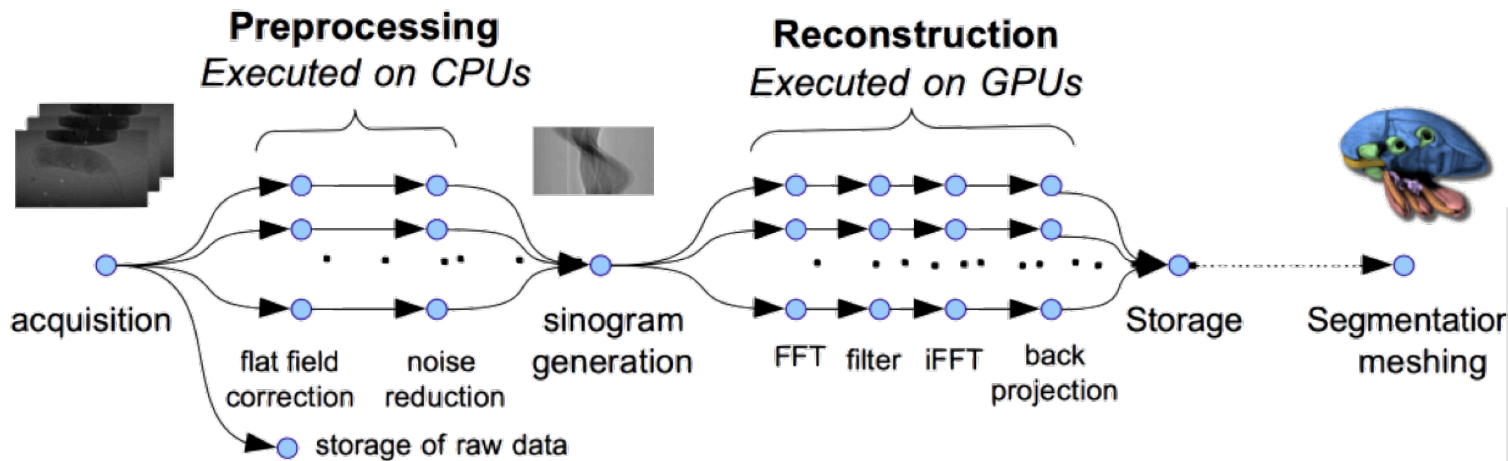 Preprocessing
Executed on CPUs
Reconstruction
Executed on GPUs
acquisition
flat field
correction
noise
reduction
storage of raw data
sinogram
generation
FFT
filter
iFFT
back
projection
Storage
Segmentation
meshing